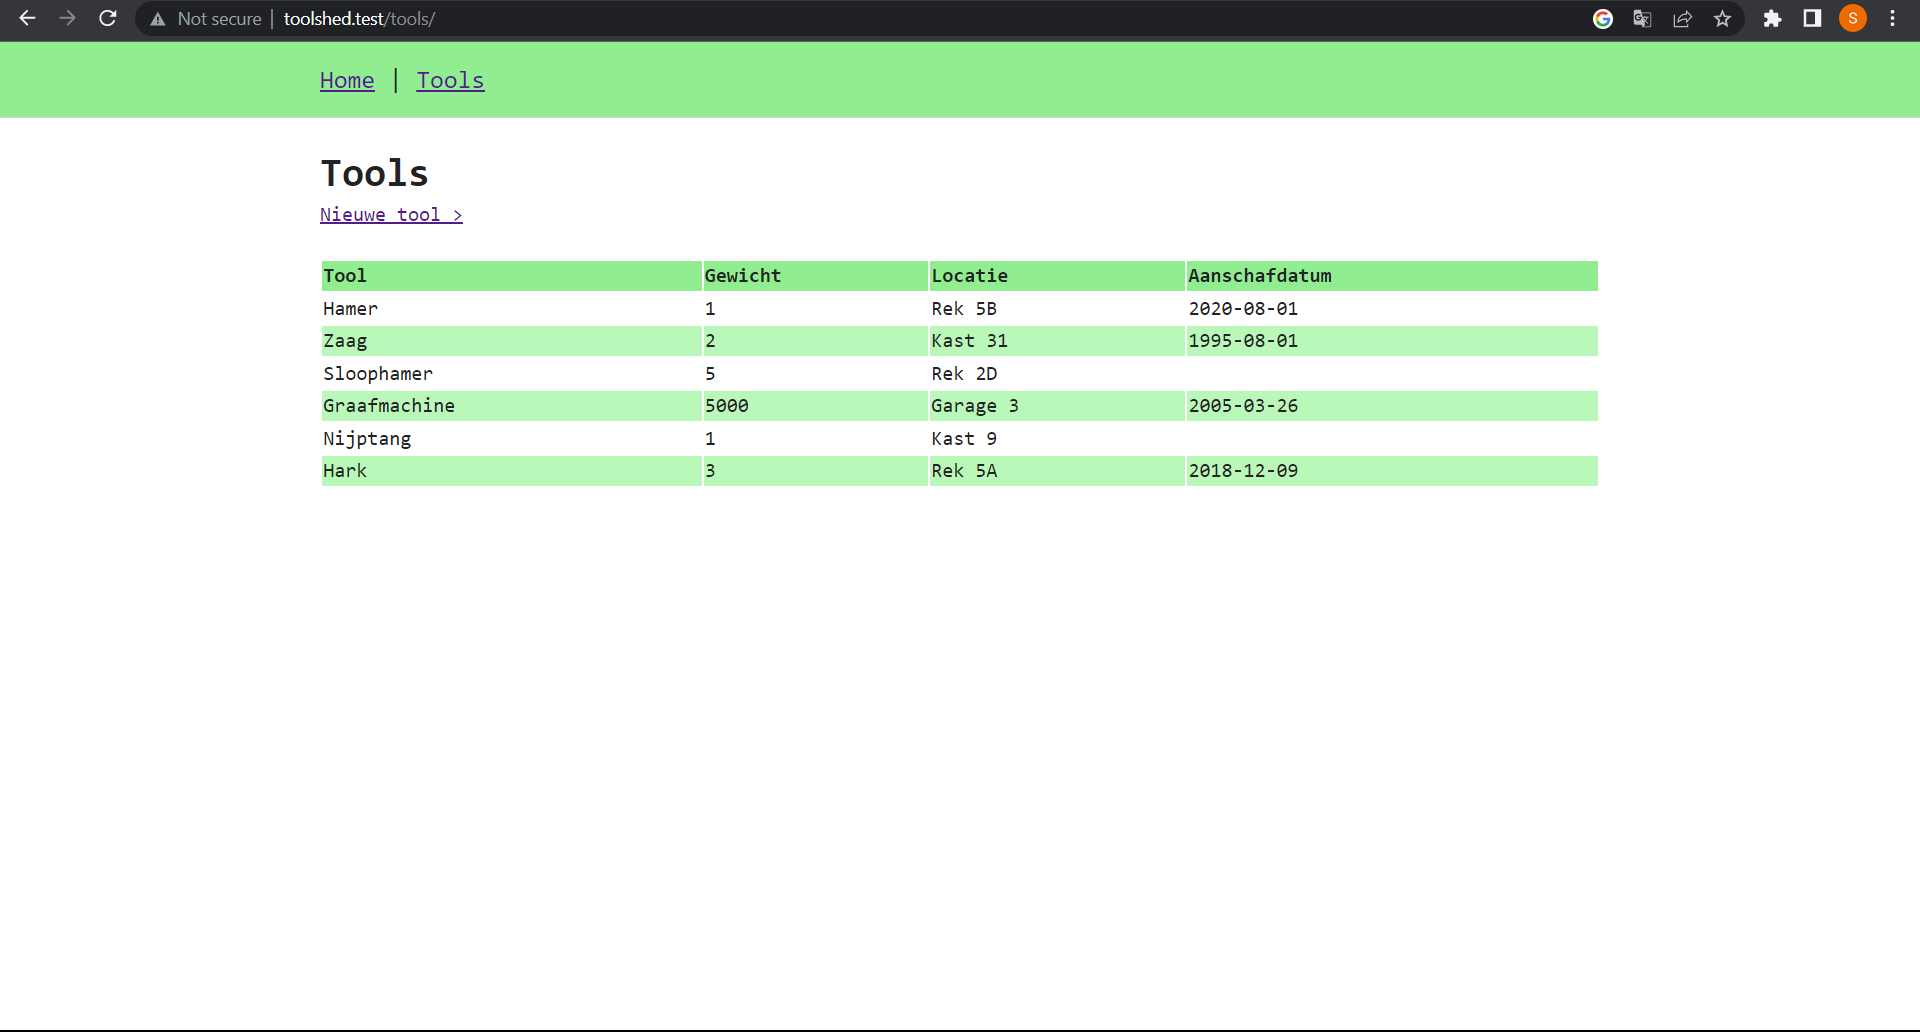 Not secure | toolshed.test/tools/
S
Home | Tools
Tools
Nieuwe tool >
Tool Gewicht Locatie Aanschafdatum
Hamer 1 Rek 5B 2020-08-01
Zaag 2 Kast 31 1995-08-01
Sloophamer 5 Rek 2D
Graafmachine 5000 Garage 3 2005-03-26
Nijptang 1 Kast 9
Hark 3 Rek 5A 2018-12-09